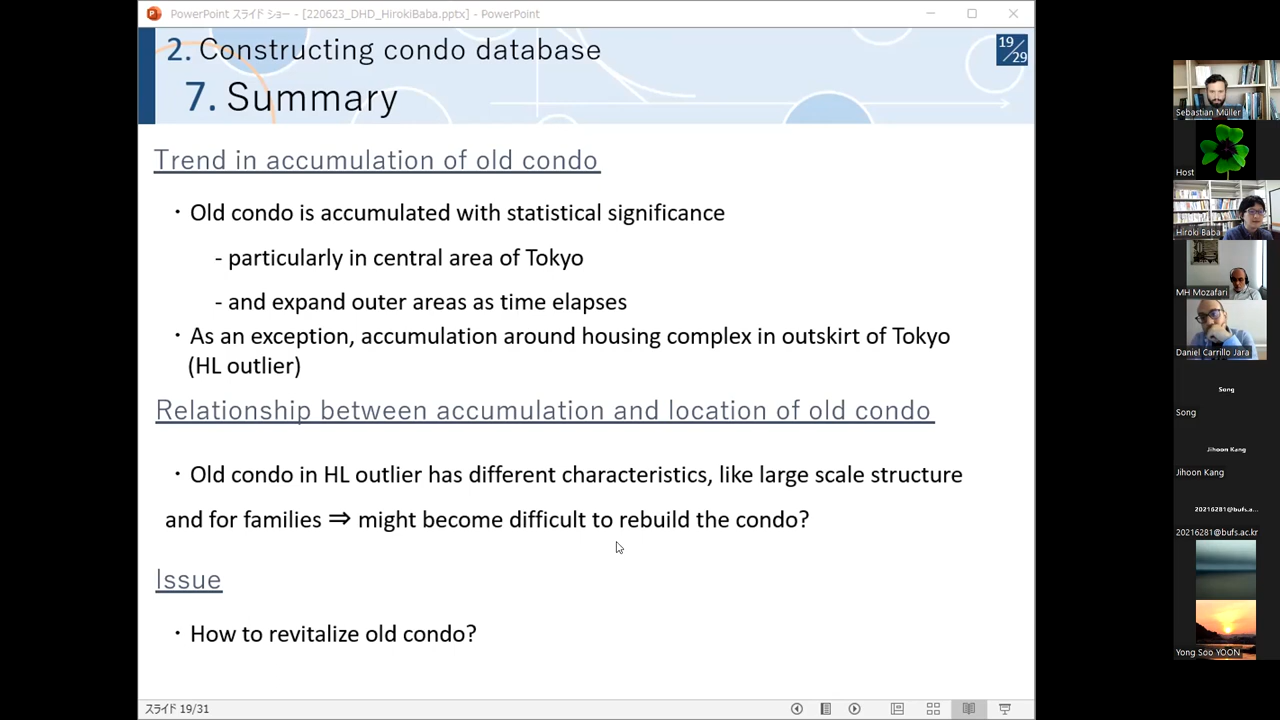 PowerPoint スライド ショー - [220623_DHD_HirokiBaba.pptx] - PowerPoint
2. Constructing condo database
19/29
7. Summary
Trend in accumulation of old condo
・Old condo is accumulated with statistical significance
- particularly in central area of Tokyo
- and expand outer areas as time elapses
・As an exception, accumulation around housing complex in outskirt of Tokyo
(HL outlier)
Relationship between accumulation and location of old condo
・Old condo in HL outlier has different characteristics, like large scale structure
and for families ⇒ might become difficult to rebuild the condo?
Issue
・How to revitalize old condo?
スライド 19/31
Sebastian Müller
Host
Hiroki Baba
MH Mozafari
Daniel Carrillo Jara
Song
Song
Jihoon Kang
Jihoon Kang
20216281@bufs.a...
20216281@bufs.ac.kr
Yong Soo YOON